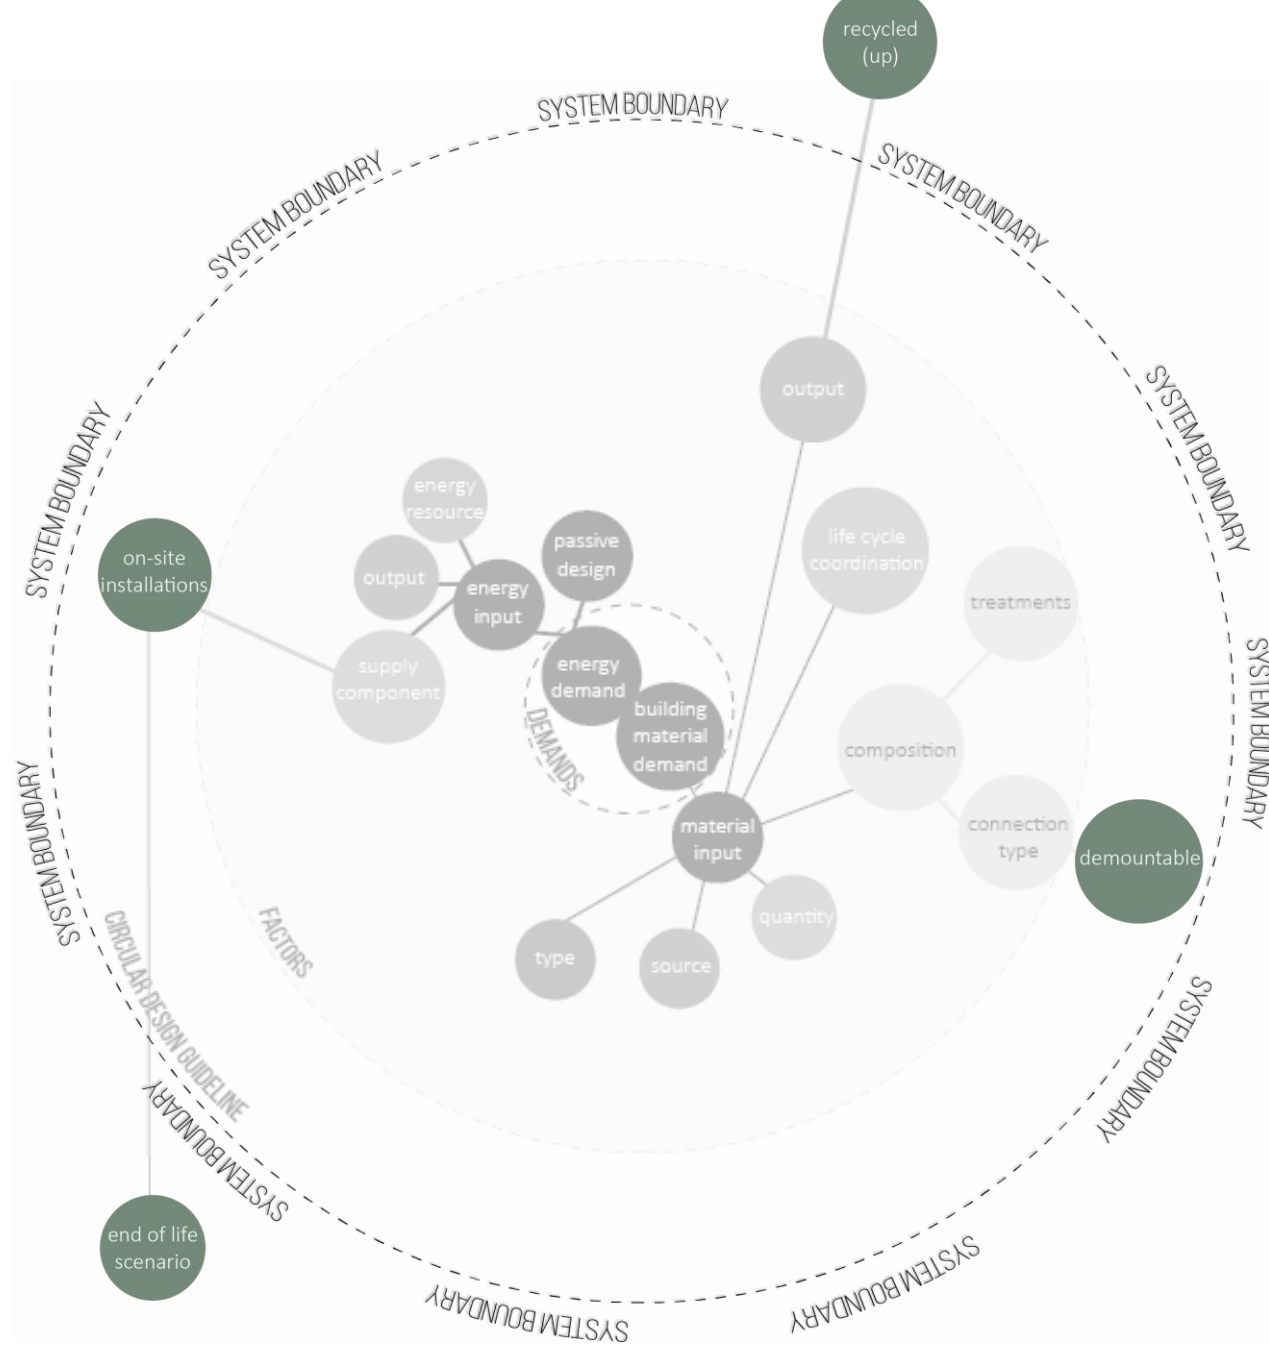 recycled
(up)
SYSTEM BOUNDARY
SYSTEM BOUNDARY
SYSTEM BOUNDARY
SYSTEM BOUNDARY
SYSTEM BOUNDARY
SYSTEM BOUNDARY
SYSTEM BOUNDARY
SYSTEM BOUNDARY
SYSTEM BOUNDARY
SYSTEM BOUNDARY
SYSTEM BOUNDARY
SYSTEM BOUNDARY
output
energy
resource
passive
design
life cycle
coordination
on-site
installations
output
energy
input
treatments
supply
component
energy
demand
building
material
demand
DEMANDS
composition
material
input
connection
type
demountable
quantity
type
source
FACTORS
CIRCULAR DESIGN GUIDELINE
end of life
scenario